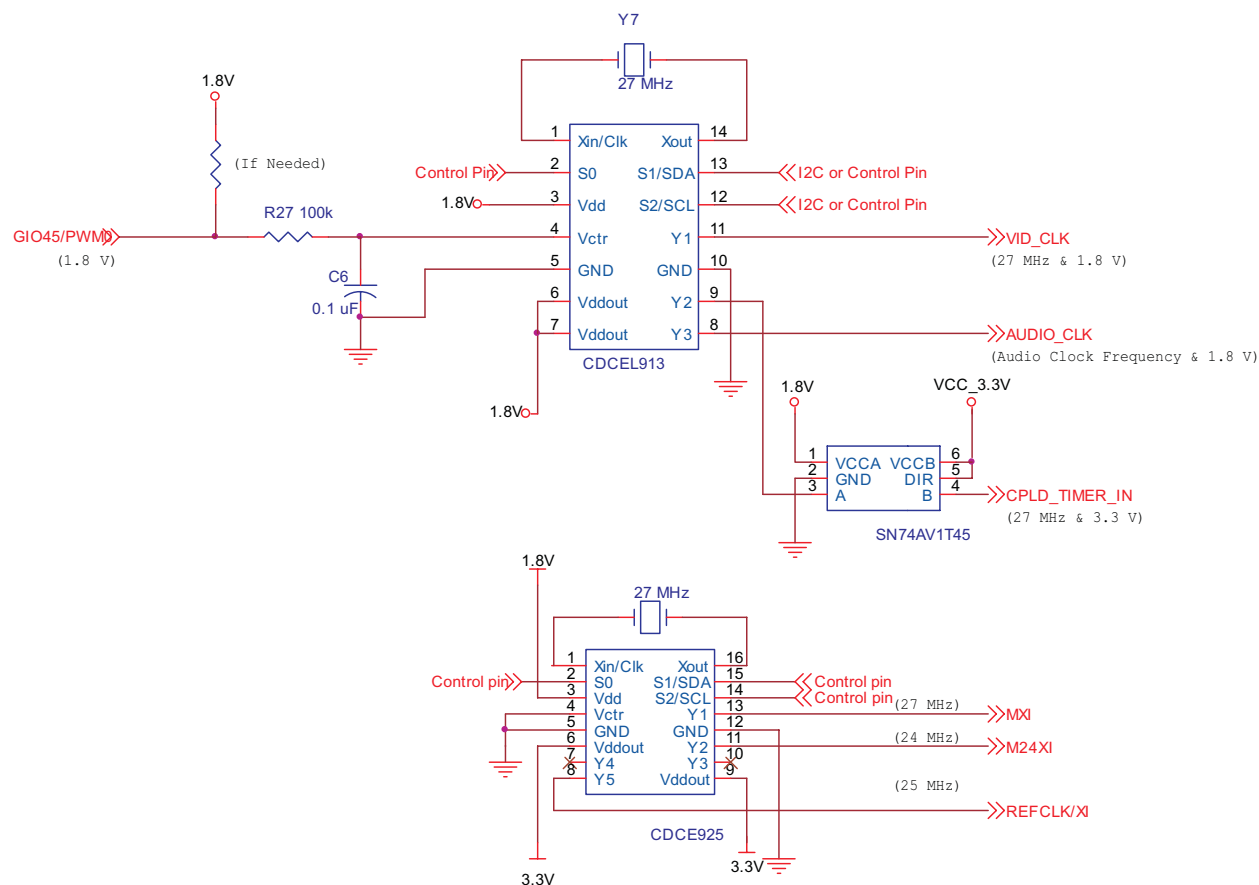 Y7
27 MHz
1.8V
(If Needed)
R27 100k
GIO45/PWM0
(1.8 V)
C6
0.1 uF
Control Pin
1.8V
1.8V
1 Xin/Clk Xout 14
2 S0 S1/SDA 13
3 Vdd S2/SCL 12
4 Vctr Y1 11
5 GND GND 10
6 Vddout Y2 9
7 Vddout Y3 8
CDCEL913
I2C or Control Pin
I2C or Control Pin
VID_CLK
(27 MHz & 1.8 V)
AUDIO_CLK
(Audio Clock Frequency & 1.8 V)
1.8V
VCC_3.3V
1 VCCA VCCB 6
2 GND DIR 5
3 A B 4
SN74AV1T45
CPLD_TIMER_IN
(27 MHz & 3.3 V)
1.8V
27 MHz
Control pin
1 Xin/Clk Xout 16
2 S0 S1/SDA 15
3 Vdd S2/SCL 14
4 Vctr Y1 13
5 GND GND 12
6 Vddout Y2 11
7 Y4 Y3 10
8 Y5 Vddout 9
CDCE925
Control pin
Control pin
(27 MHz)
MXI
(24 MHz)
M24XI
(25 MHz)
REFCLK/XI
3.3V
3.3V